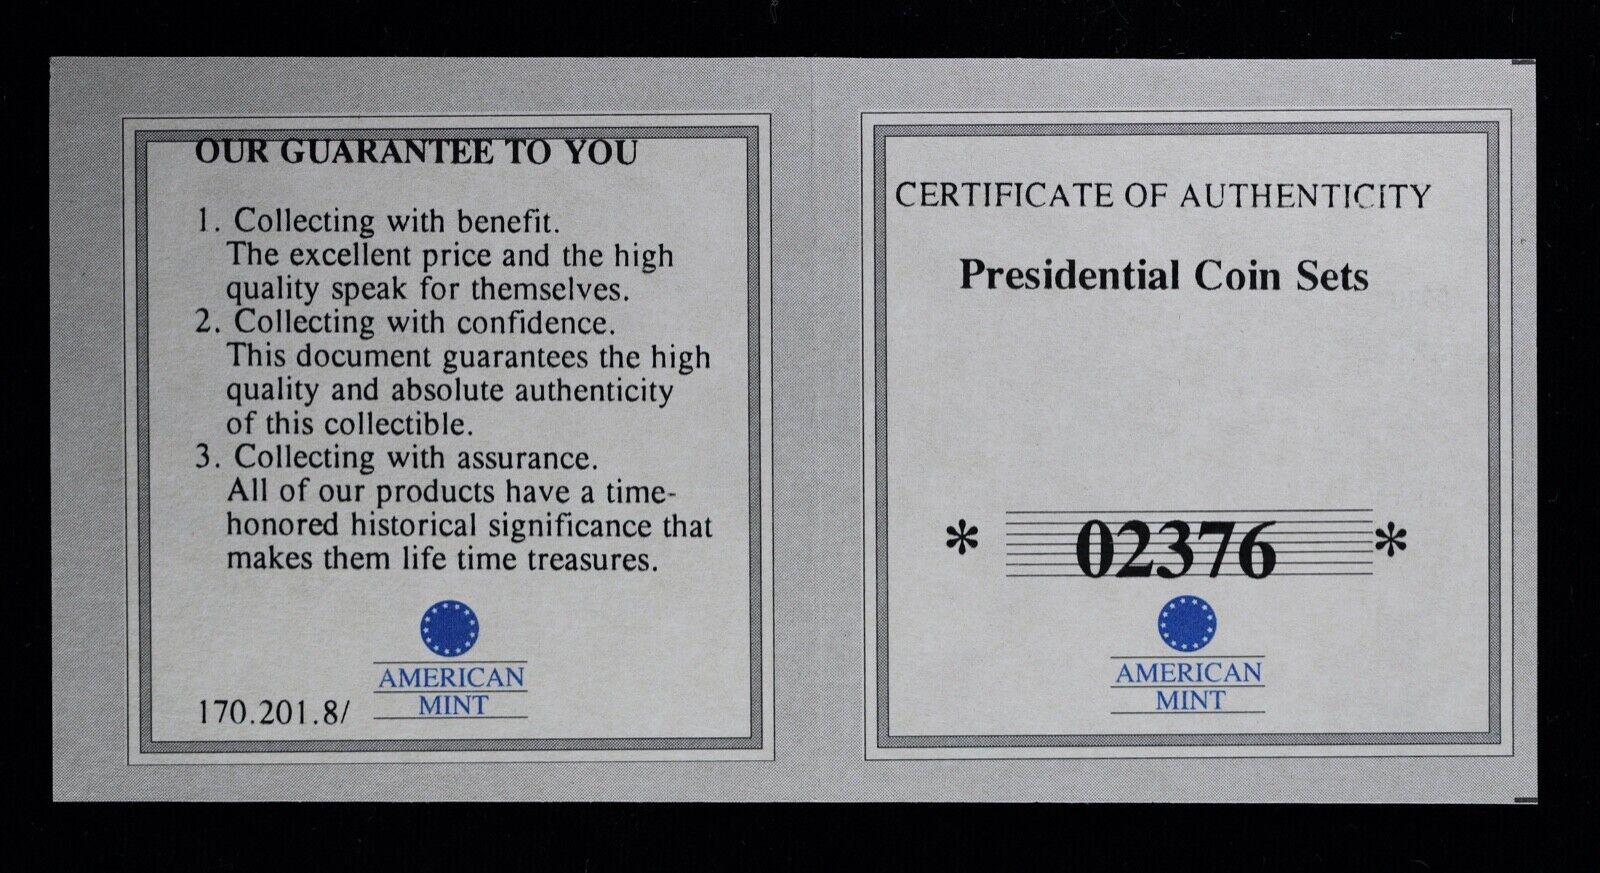 OUR GUARANTEE TO YOU
1. Collecting with benefit.
The excellent price and the high
quality speak for themselves.
2. Collecting with confidence.
This document guarantees the high
quality and absolute authenticity
of this collectible.
3. Collecting with assurance.
All of our products have a time-
honored historical significance that
makes them life time treasures.
AMERICAN
MINT
170.201.8/
CERTIFICATE OF AUTHENTICITY
Presidential Coin Sets
* 02376 *
AMERICAN
MINT